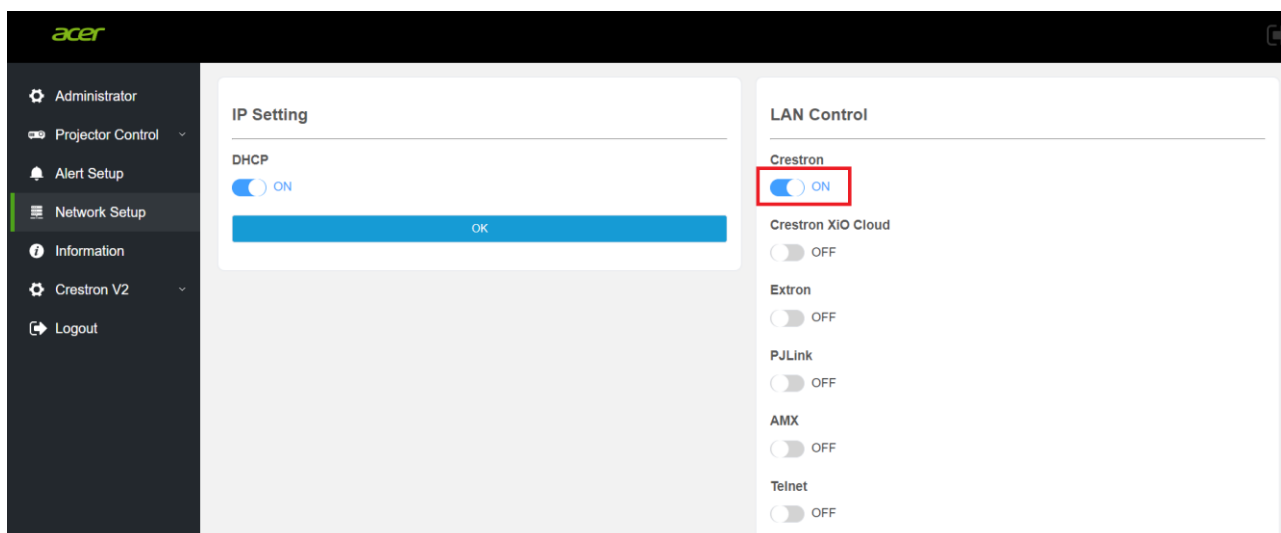 acer
Administrator
Projector Control
Alert Setup
Network Setup
Information
Crestron V2
Logout
IP Setting
DHCP
ON
OK
LAN Control
Crestron
ON
Crestron XiO Cloud
OFF
Extron
OFF
PJLink
OFF
AMX
OFF
Telnet
OFF